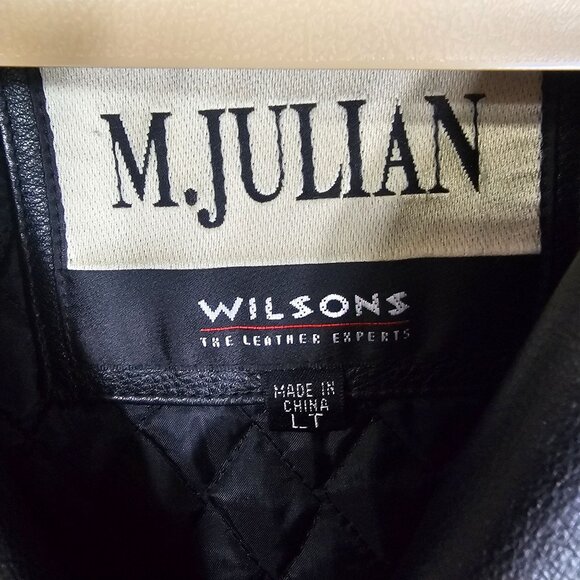 M.JULIAN
WILSONS
THE LEATHER EXPERTS
MADE IN
CHINA
LT